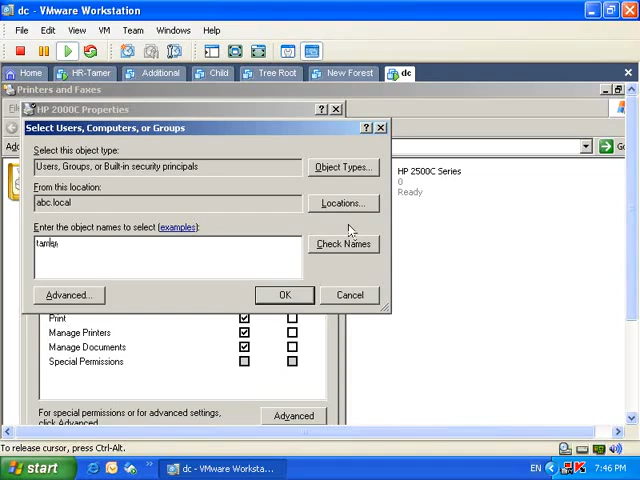 dc - VMware Workstation
File Edit View VM Team Windows Help
Home HR-Tamer Additional Child Tree Root New Forest dc
Printers and Faxes
HP 2000C Properties
Select Users, Computers, or Groups
Select this object type:
Users, Groups, or Built-in security principals
Object Types...
From this location:
abc.local
Locations...
Enter the object names to select (examples):
Check Names
Advanced... OK Cancel
Go
HP 2500C Series
0
Ready
Print
Manage Printers
Manage Documents
Special Permissions
For special permissions or for advanced settings,
click Advanced.
Advanced
To release cursor, press Ctrl-Alt.
start dc - VMware Worksta... EN 7:46 PM